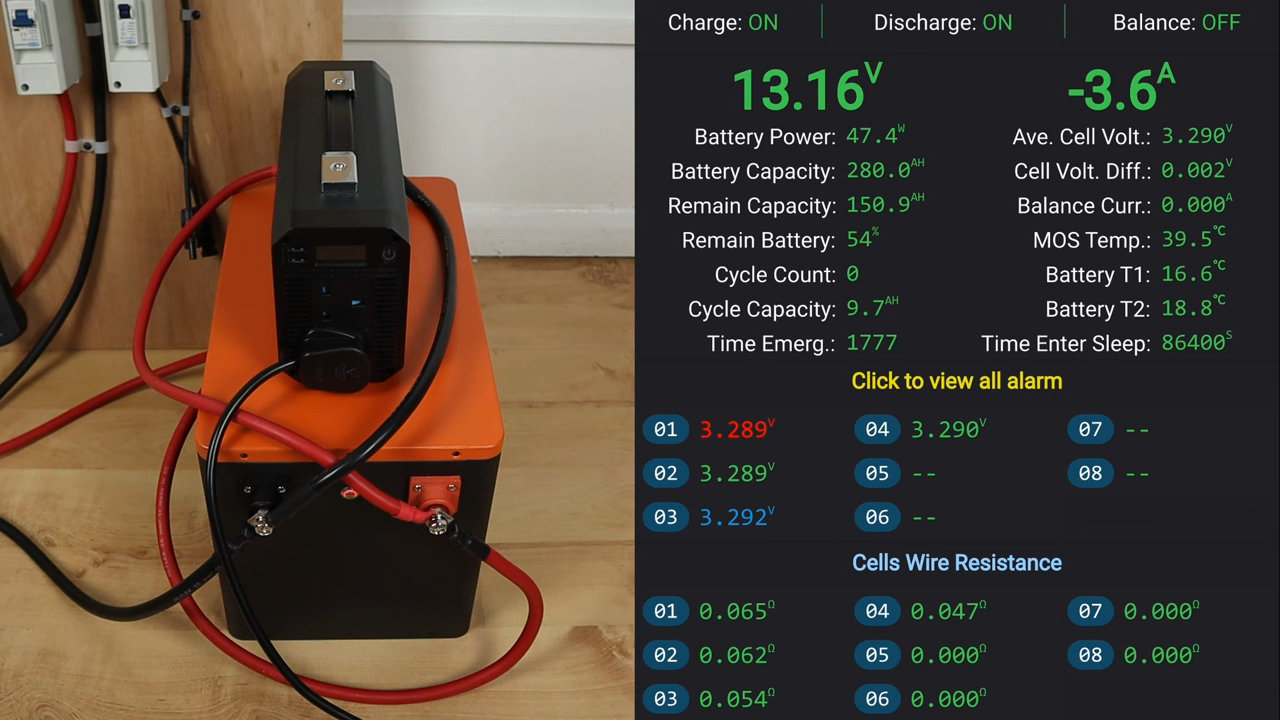 Charge: ON
Discharge: ON
Balance: OFF
13.16V
-3.6A
Battery Power: 47.4W
Ave. Cell Volt.: 3.290V
Battery Capacity: 280.0AH
Cell Volt. Diff.: 0.002V
Remain Capacity: 150.9AH
Balance Curr.: 0.000A
Remain Battery: 54%
MOS Temp.: 39.5℃
Cycle Count: 0
Battery T1: 16.6℃
Cycle Capacity: 9.7AH
Battery T2: 18.8℃
Time Emerg.: 1777
Time Enter Sleep: 86400S
Click to view all alarm
01 3.289V
04 3.290V
07 --
02 3.289V
05 --
08 --
03 3.292V
06 --
Cells Wire Resistance
01 0.065Ω
04 0.047Ω
07 0.000Ω
02 0.062Ω
05 0.000Ω
08 0.000Ω
03 0.054Ω
06 0.000Ω